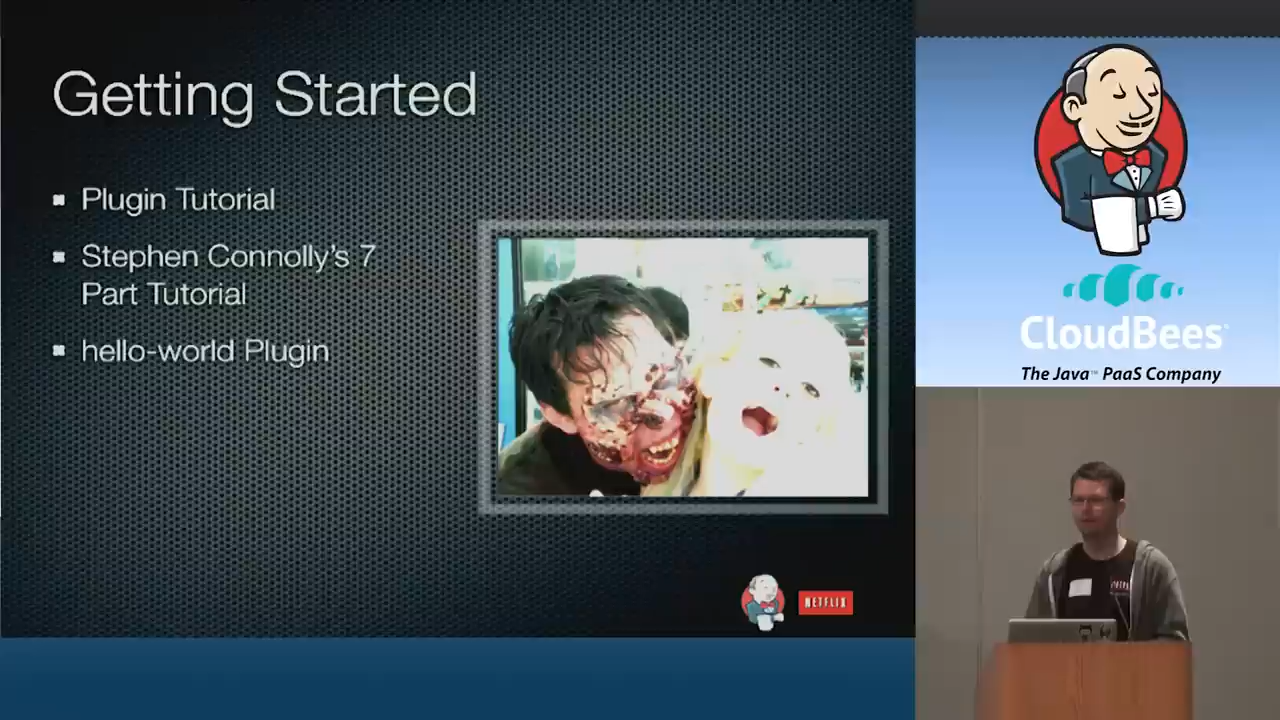 Getting Started
Plugin Tutorial
Stephen Connolly's 7
Part Tutorial
hello-world Plugin
NETFLIX
CloudBees
The Java™ PaaS Company